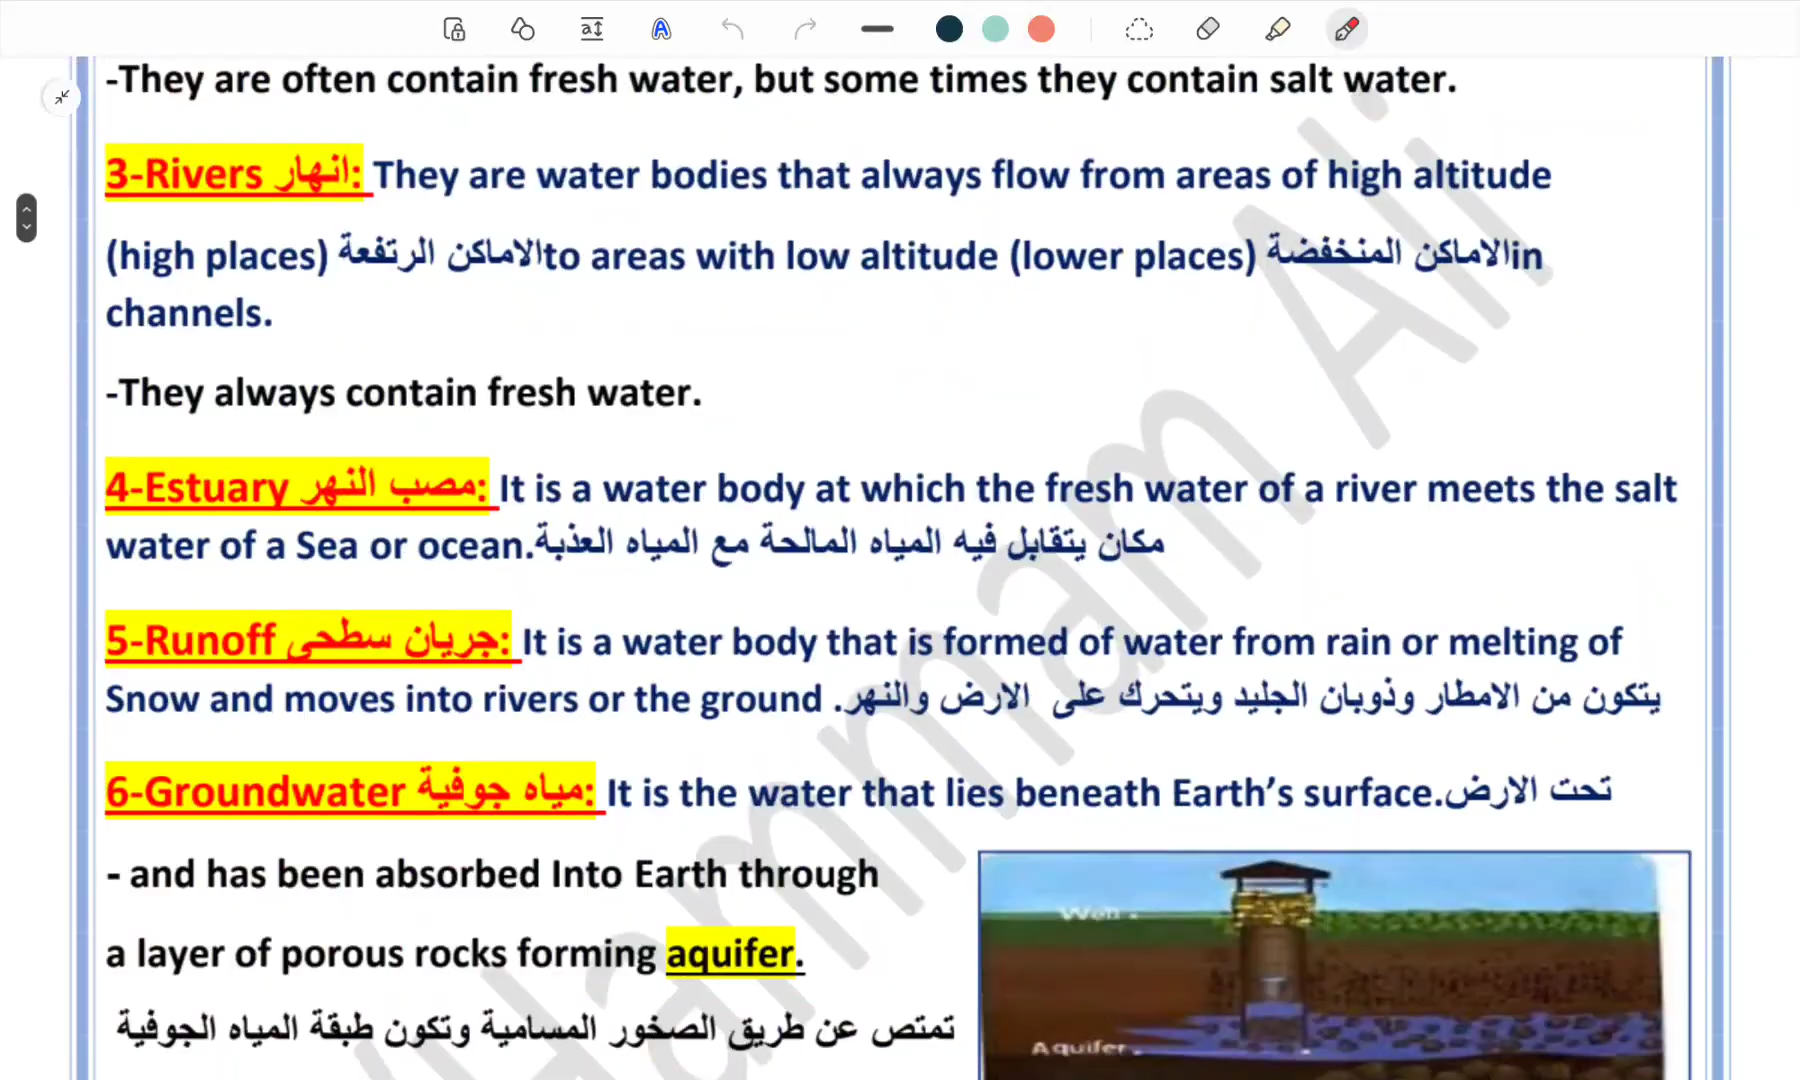 -They are often contain fresh water, but some times they contain salt water.
3-Rivers انهار: They are water bodies that always flow from areas of high altitude
(high places) الاماكن الرتفعة to areas with low altitude (lower places) الاماكن المنخفضة in
channels.
-They always contain fresh water.
4-Estuary مصب النهر: It is a water body at which the fresh water of a river meets the salt
water of a Sea or ocean. مكان يتقابل فيه المياه المالحة مع المياه العذبة
5-Runoff جريان سطحى: It is a water body that is formed of water from rain or melting of
Snow and moves into rivers or the ground . يتكون من الامطار وذوبان الجليد ويتحرك على الارض والنهر
6-Groundwater مياه جوفية: It is the water that lies beneath Earth’s surface. تحت الارض
- and has been absorbed Into Earth through
a layer of porous rocks forming aquifer.
تمتص عن طريق الصخور المسامية وتكون طبقة المياه الجوفية
Well
Aquifer
Hammam Ali